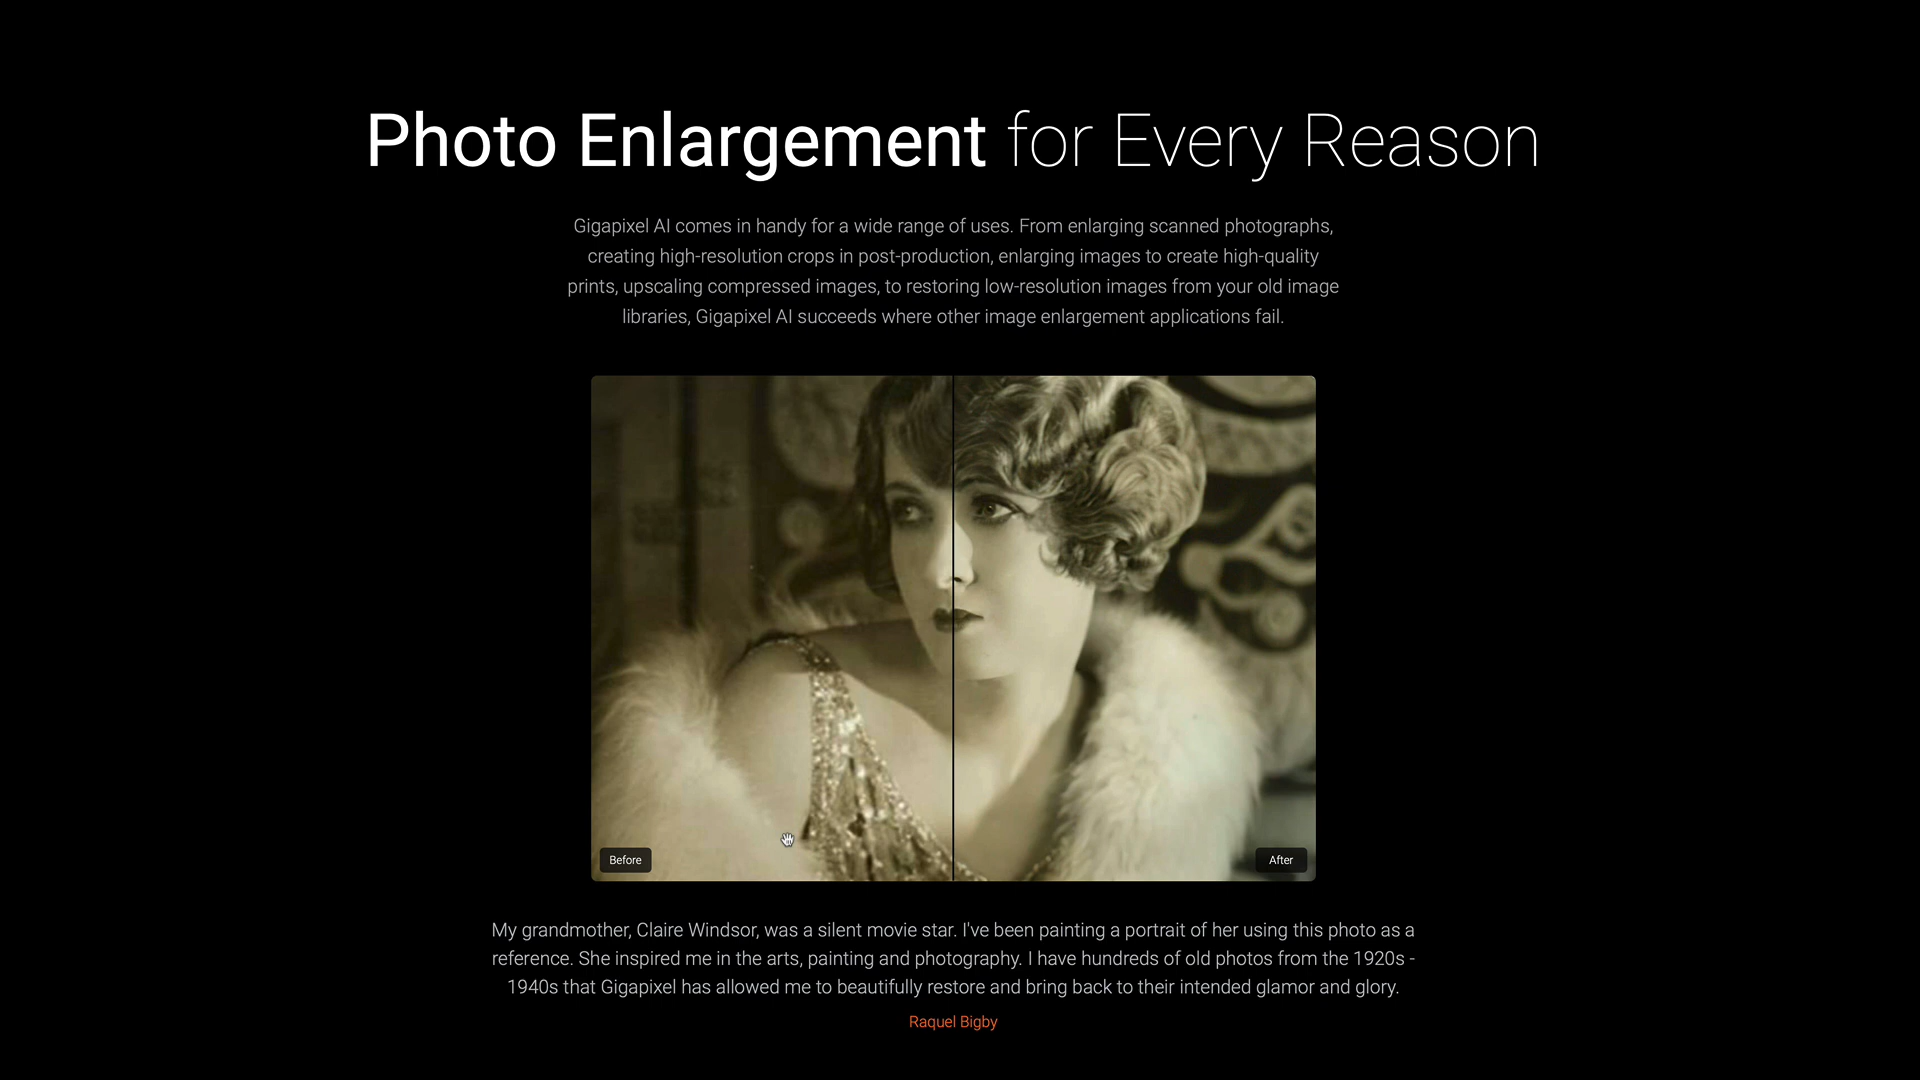 Photo Enlargement for Every Reason
Gigapixel AI comes in handy for a wide range of uses. From enlarging scanned photographs,
creating high-resolution crops in post-production, enlarging images to create high-quality
prints, upscaling compressed images, to restoring low-resolution images from your old image
libraries, Gigapixel AI succeeds where other image enlargement applications fail.
Before
After
My grandmother, Claire Windsor, was a silent movie star. I've been painting a portrait of her using this photo as a
reference. She inspired me in the arts, painting and photography. I have hundreds of old photos from the 1920s -
1940s that Gigapixel has allowed me to beautifully restore and bring back to their intended glamor and glory.
Raquel Bigby